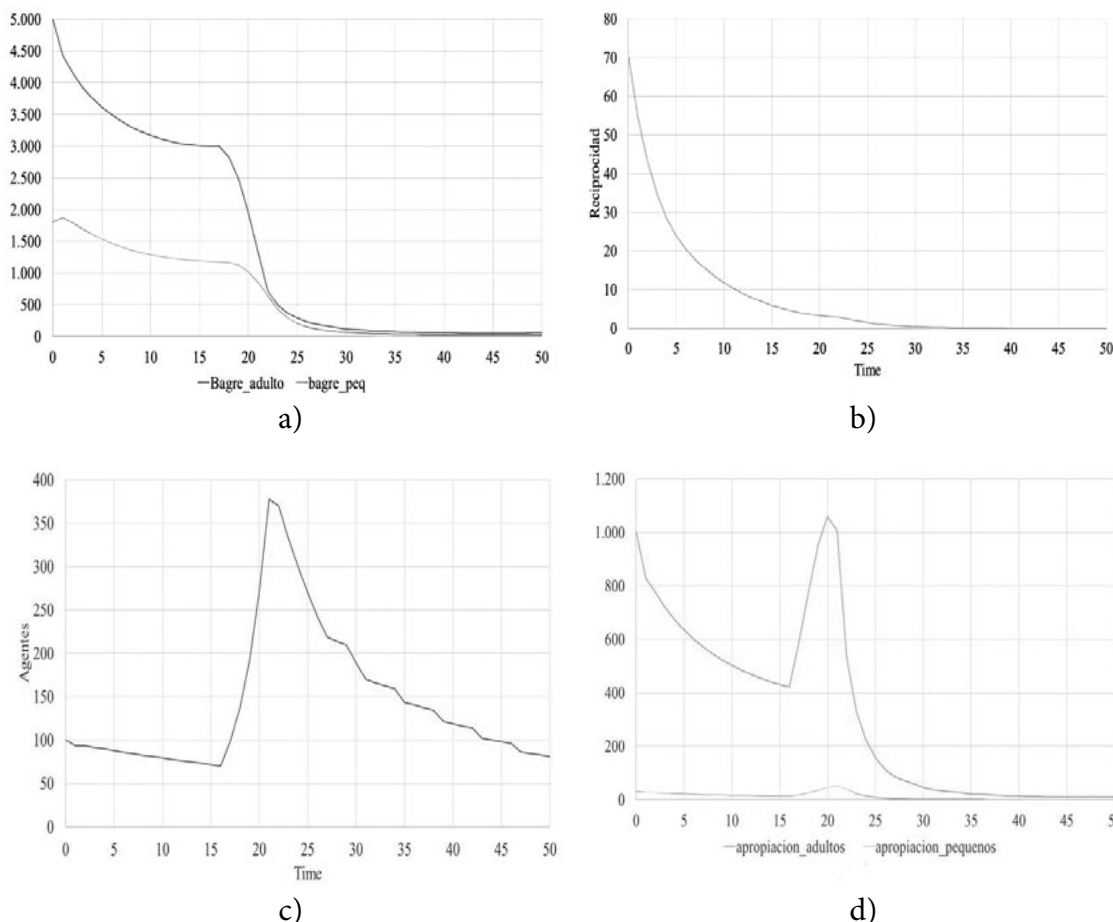 5.000
4.500
4.000
3.500
3.000
2.500
2.000
1.500
1.000
500
0
0 5 10 15 20 25 30 35 40 45 50
Bagre_adulto bagre_peq
a)
80
70
60
50
40
30
20
10
0
Reciprocidad
0 5 10 15 20 25 30 35 40 45 50
Time
b)
400
350
300
250
200
150
100
50
0
Agentes
0 5 10 15 20 25 30 35 40 45 50
Time
c)
1.200
1.000
800
600
400
200
0
0 5 10 15 20 25 30 35 40 45 50
apropiacion_adultos apropiacion_pequenos
d)